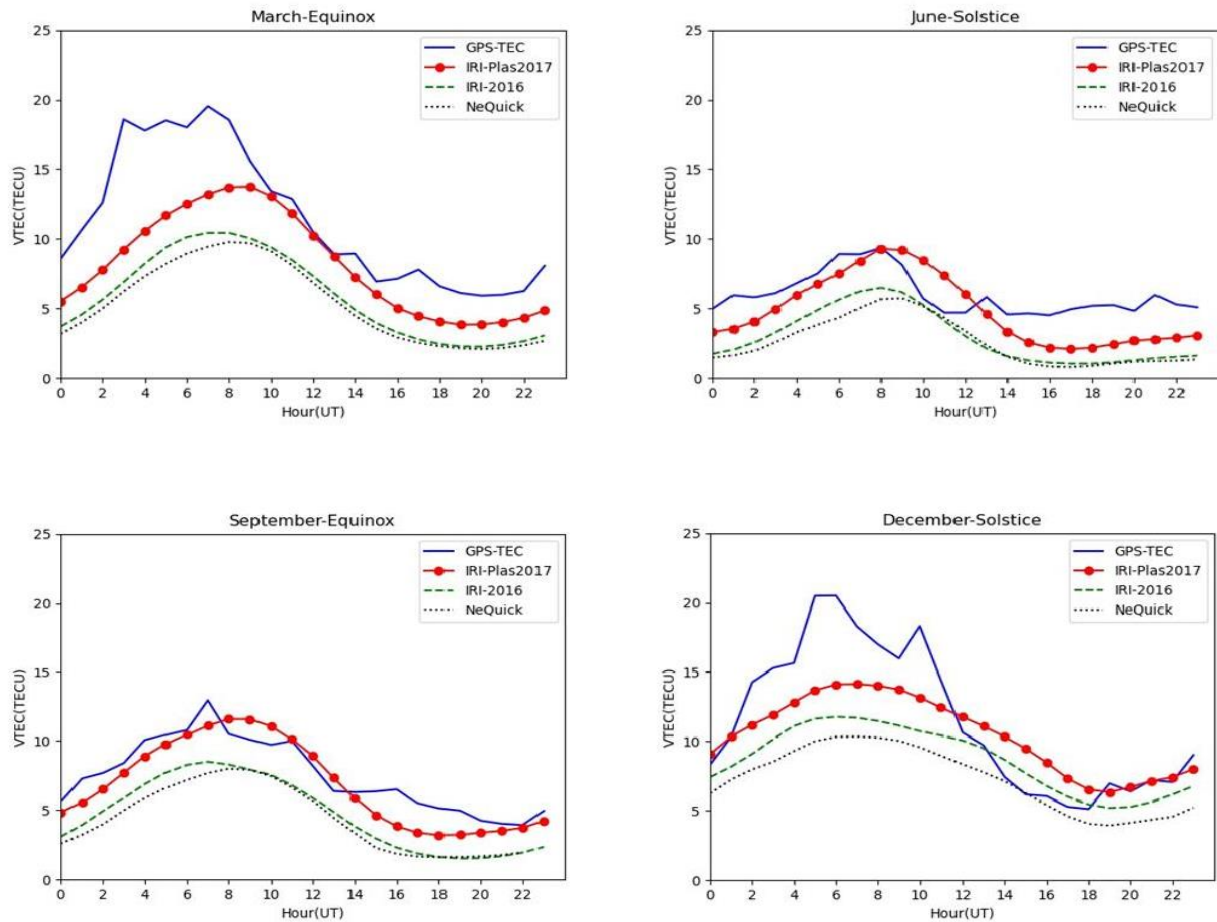 March-Equinox
25
20
15
10
5
0
VTEC(TECU)
0 2 4 6 8 10 12 14 16 18 20 22
Hour(UT)
GPS-TEC
IRI-Plas2017
IRI-2016
NeQuick
June-Solstice
25
20
15
10
5
0
VTEC(TECU)
0 2 4 6 8 10 12 14 16 18 20 22
Hour(UT)
GPS-TEC
IRI-Plas2017
IRI-2016
NeQuick
September-Equinox
25
20
15
10
5
0
VTEC(TECU)
0 2 4 6 8 10 12 14 16 18 20 22
Hour(UT)
GPS-TEC
IRI-Plas2017
IRI-2016
NeQuick
December-Solstice
25
20
15
10
5
0
VTEC(TECU)
0 2 4 6 8 10 12 14 16 18 20 22
Hour(UT)
GPS-TEC
IRI-Plas2017
IRI-2016
NeQuick